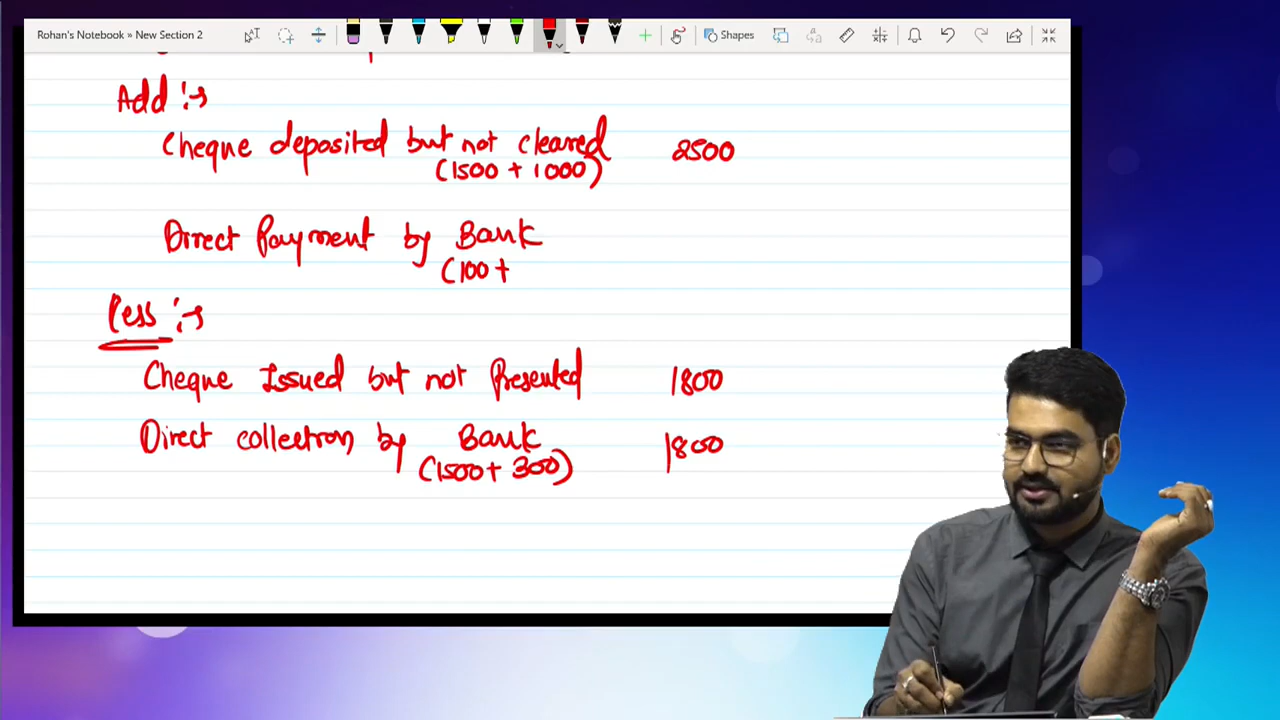 Rohan's Notebook » New Section 2
Shapes
Add :→
Cheque deposited but not cleared 2500
(1500 + 1000)
Direct Payment by Bank
(100 +
Less :→
Cheque Issued but not Presented 1800
Direct collection by Bank 1800
(1500 + 300)